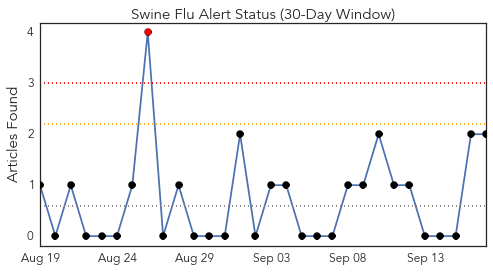 Swine Flu Alert Status (30-Day Window)
Articles Found
4
3
2
1
0
Aug 19 Aug 24 Aug 29 Sep 03 Sep 08 Sep 13